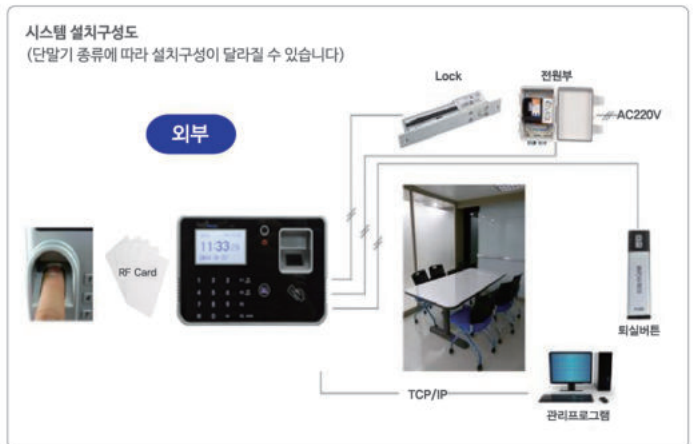 시스템 설치구성도
(단말기 종류에 따라 설치구성이 달라질 수 있습니다)
Lock
전원부
AC220V
외부
RF Card
11:33
퇴실버튼
TCP/IP
관리프로그램